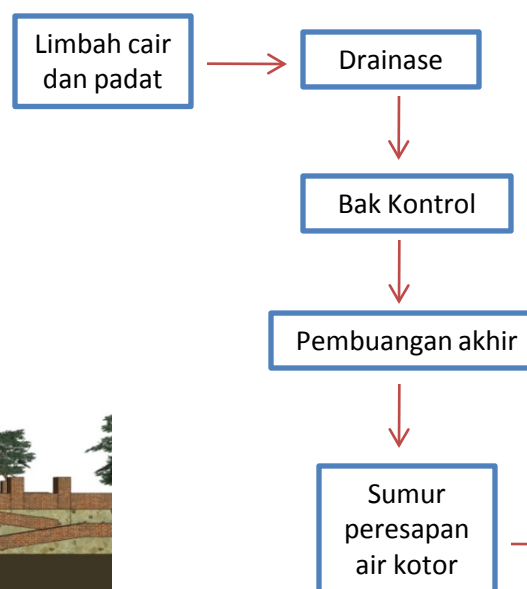 Limbah cair
dan padat
Drainase
Bak Kontrol
Pembuangan akhir
Sumur
peresapan
air kotor